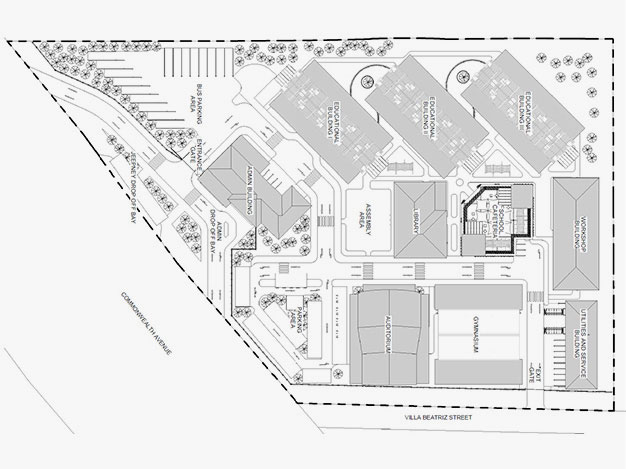 BUS PARKING
AREA
EDUCATIONAL
BUILDING I
EDUCATIONAL
BUILDING II
EDUCATIONAL
BUILDING III
ENTRANCE
GATE
JEEPNEY DROP OFF BAY
ADMIN BUILDING
ADMIN
DROP OFF BAY
ASSEMBLY
AREA
LIBRARY
SCHOOL
CAFETERIA
WORKSHOP
BUILDING
PARKING
AREA
AUDITORIUM
GYMNASIUM
UTILITIES AND SERVICE
BUILDING
EXIT
GATE
COMMONWEALTH AVENUE
VILLA BEATRIZ STREET